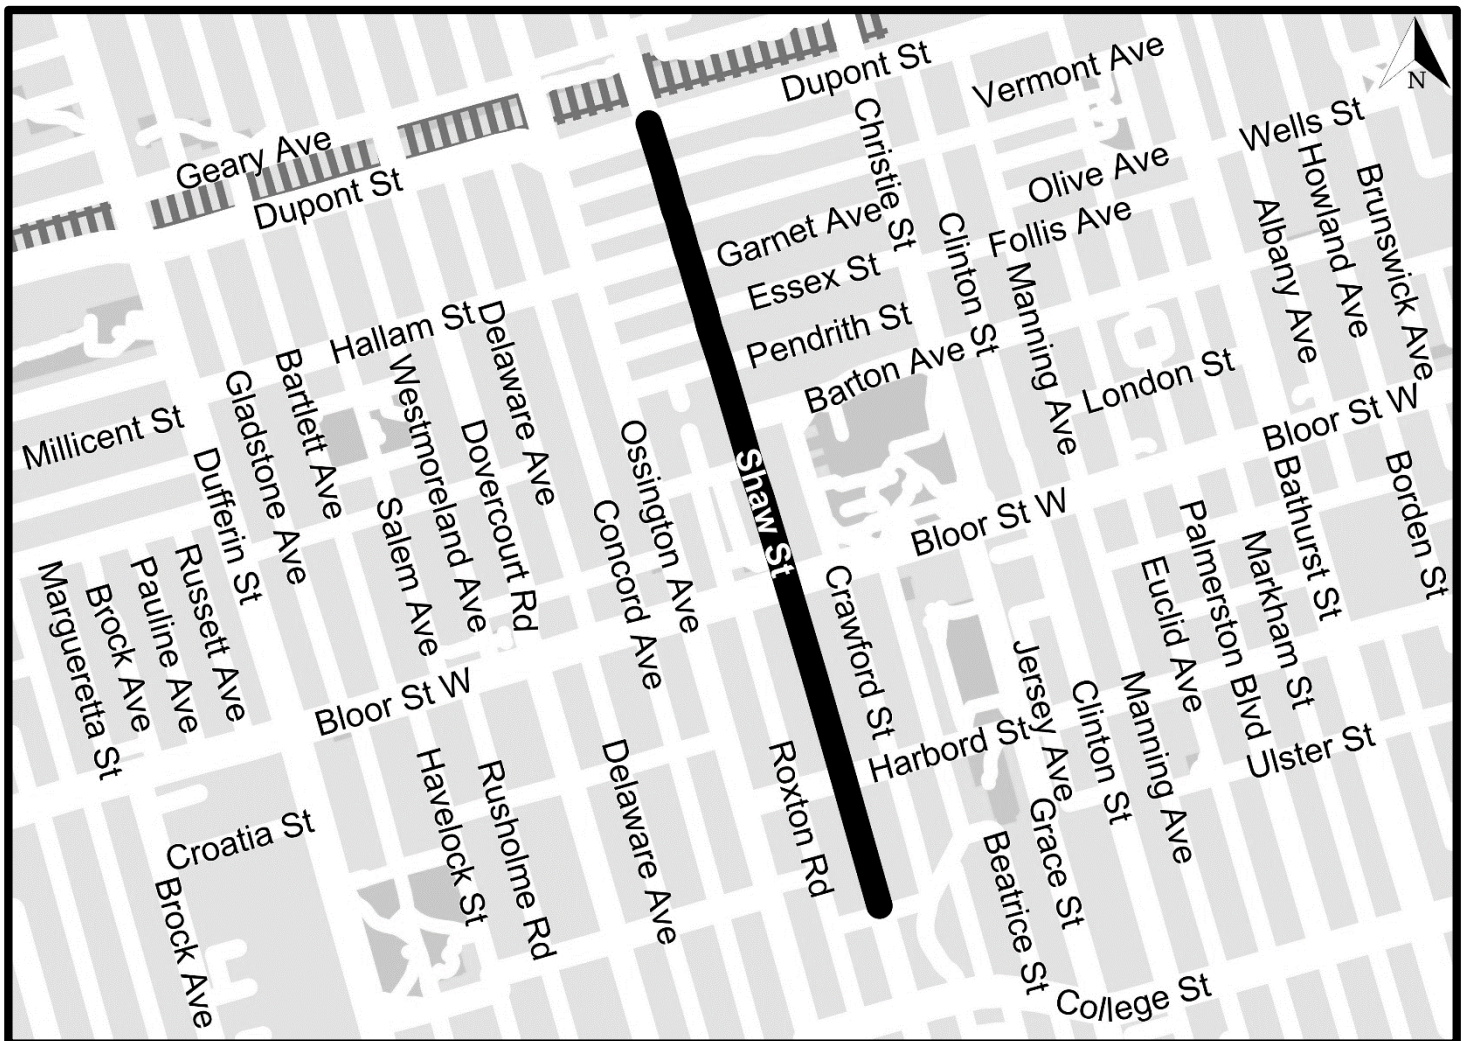 Dupont St
Vermont Ave
N
Geary Ave
Dupont St
Christie St
Wells St
Howland Ave
Brunswick Ave
Olive Ave
Albany Ave
Garnet Ave
Clinton St
Follis Ave
Essex St
Manning Ave
Hallam St
Delaware Ave
Pendrith St
Bartlett Ave
Westmoreland Ave
Barton Ave
London St
Gladstone Ave
Millicent St
Dovercourt Rd
Ossington Ave
Bloor St W
Dufferin St
Shaw St
Bathurst St
Borden St
Salem Ave
Concord Ave
Bloor St W
Palmerston Blvd
Markham St
Margueretta St
Brock Ave
Pauline Ave
Russett Ave
Crawford St
Euclid Ave
Jersey Ave
Bloor St W
Clinton St
Manning Ave
Harbord St
Ulster St
Havelock St
Rusholme Rd
Delaware Ave
Roxton Rd
Croatia St
Grace St
Beatrice St
Brock Ave
College St